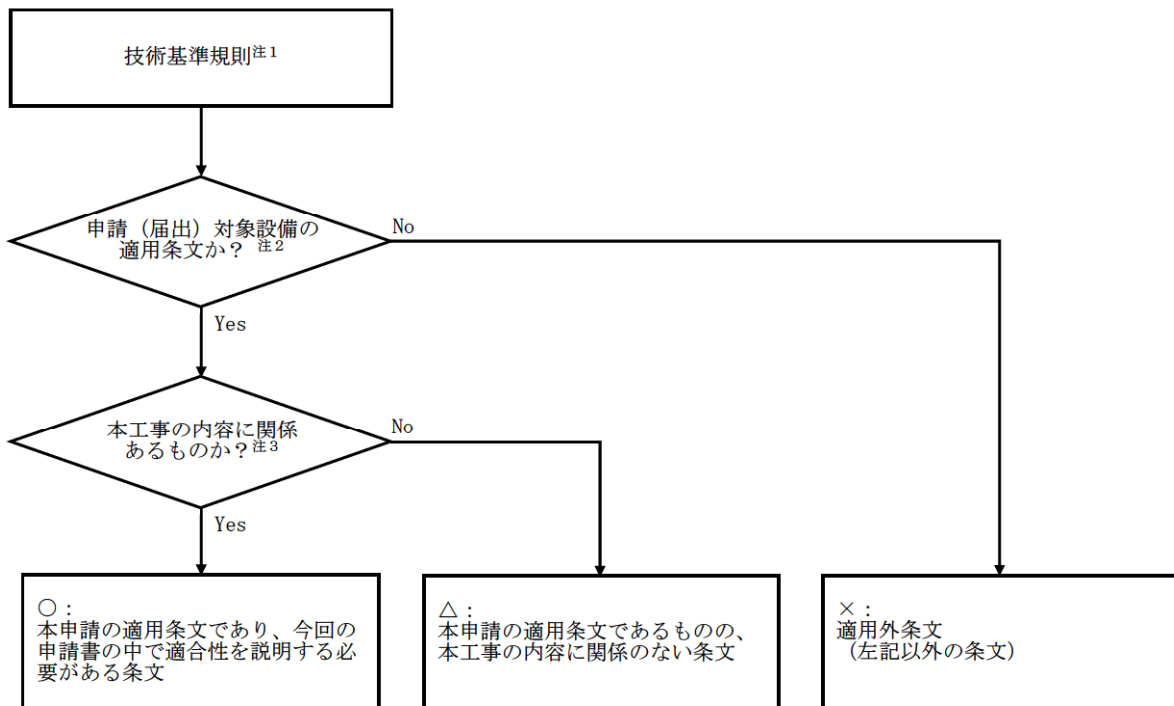 技術基準規則注1
申請（届出）対象設備の
適用条文か？ 注2
No
Yes
本工事の内容に関係
あるものか？注3
No
Yes
○：
本申請の適用条文であり、今回の
申請書の中で適合性を説明する必
要がある条文
△：
本申請の適用条文であるものの、
本工事の内容に関係のない条文
×：
適用外条文
（左記以外の条文）